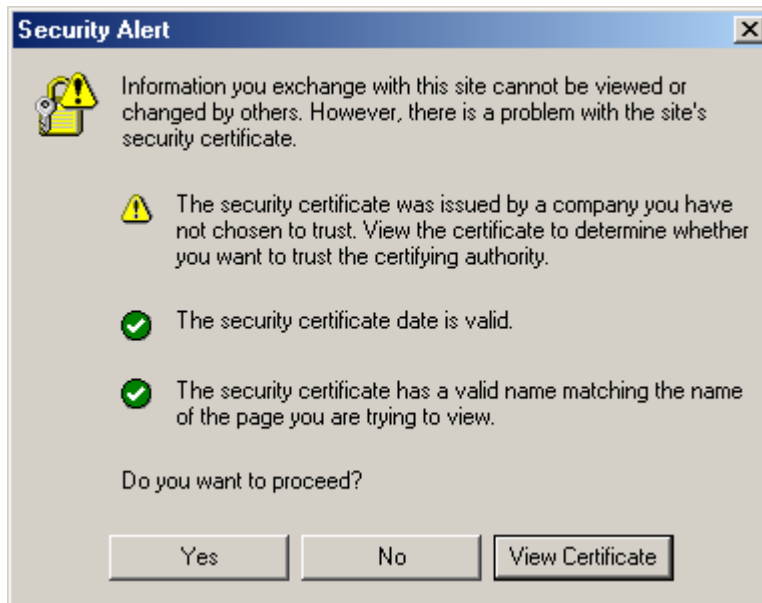 Security Alert
Information you exchange with this site cannot be viewed or
changed by others. However, there is a problem with the site's
security certificate.
The security certificate was issued by a company you have
not chosen to trust. View the certificate to determine whether
you want to trust the certifying authority.
The security certificate date is valid.
The security certificate has a valid name matching the name
of the page you are trying to view.
Do you want to proceed?
Yes
No
View Certificate